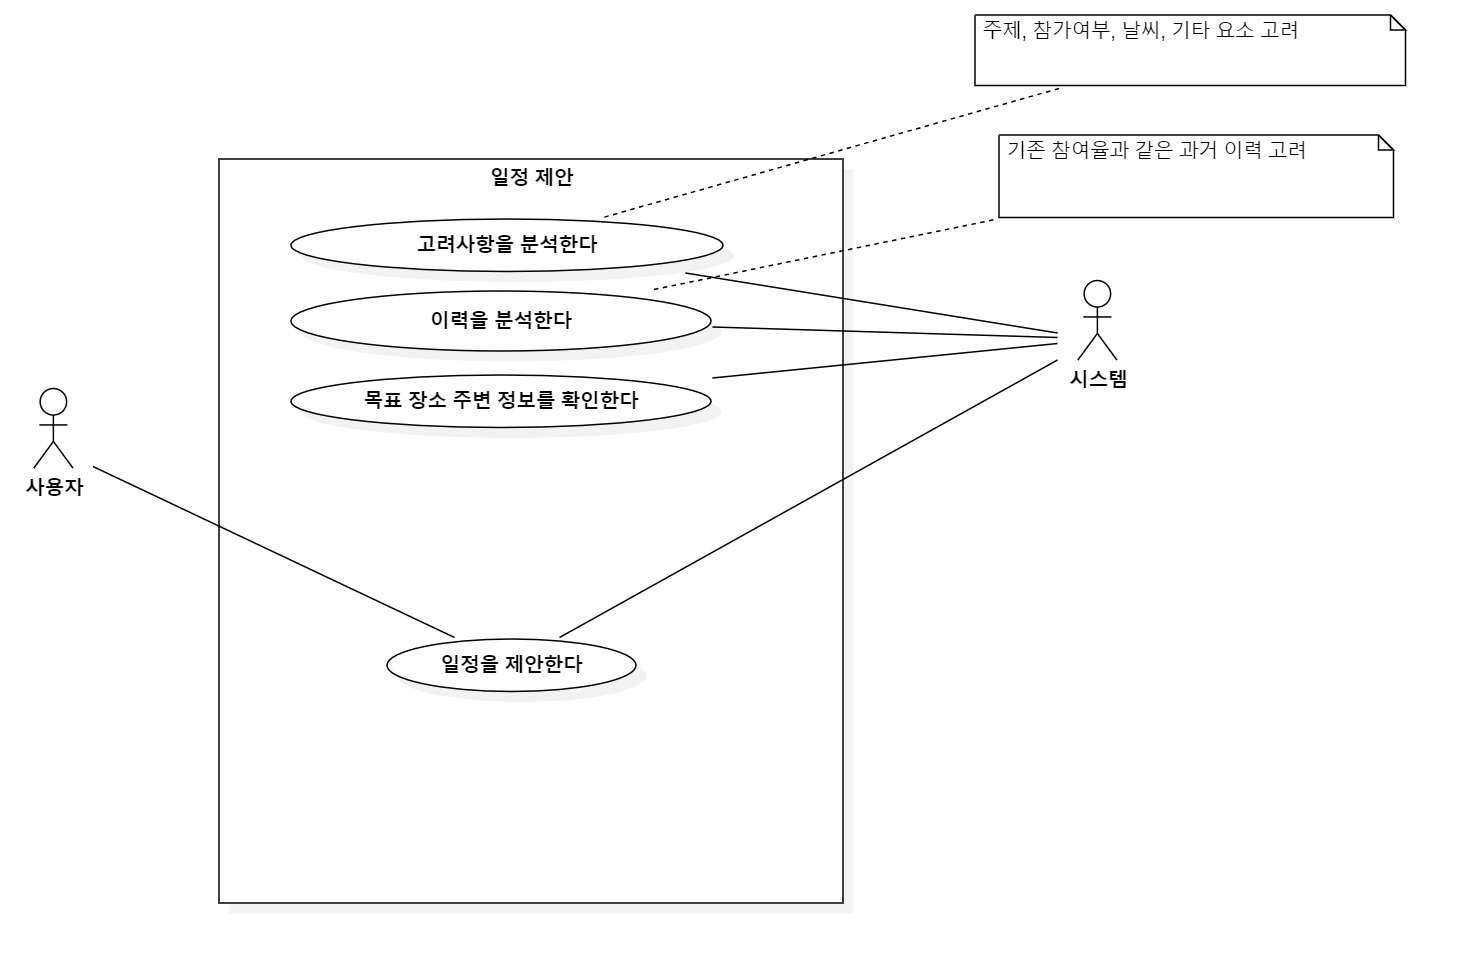 주제, 참가여부, 날씨, 기타 요소 고려
기존 참여율과 같은 과거 이력 고려
일정 제안
고려사항을 분석한다
이력을 분석한다
목표 장소 주변 정보를 확인한다
시스템
사용자
일정을 제안한다